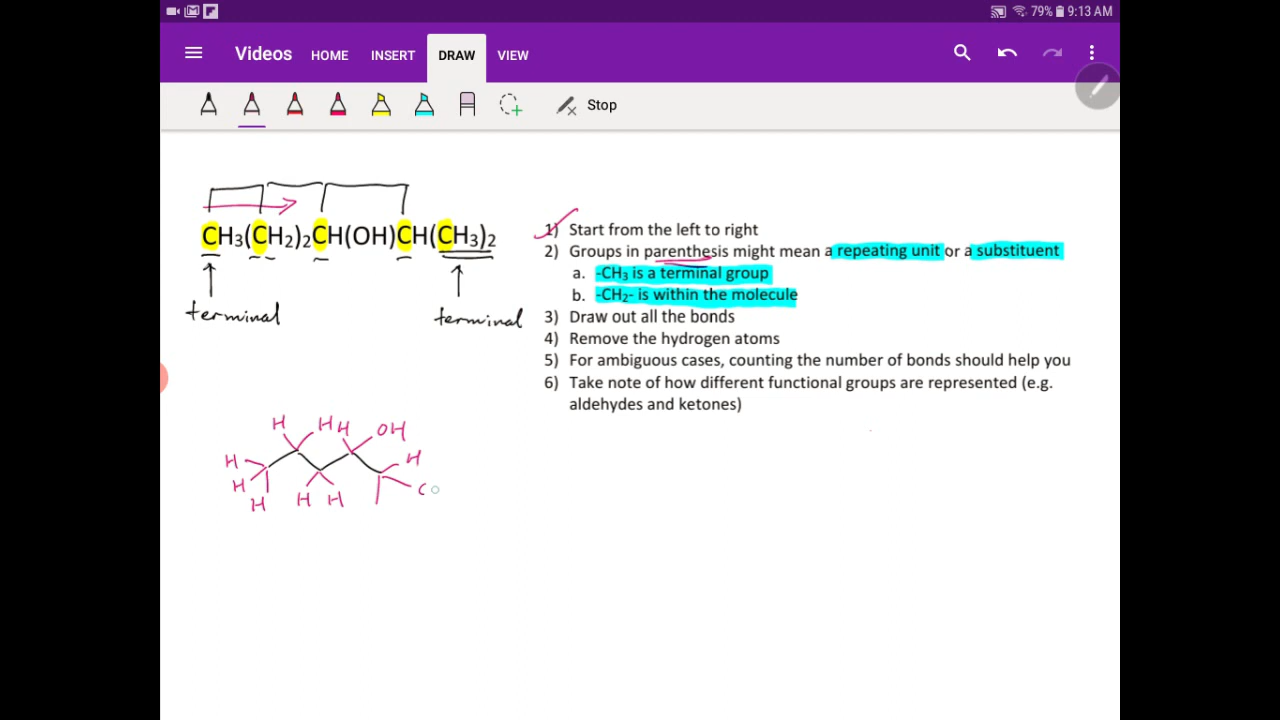 79% 9:13 AM
Videos HOME INSERT DRAW VIEW
Stop
CH3(CH2)2CH(OH)CH(CH3)2
terminal
terminal
1) Start from the left to right
2) Groups in parenthesis might mean a repeating unit or a substituent
a. -CH3 is a terminal group
b. -CH2- is within the molecule
3) Draw out all the bonds
4) Remove the hydrogen atoms
5) For ambiguous cases, counting the number of bonds should help you
6) Take note of how different functional groups are represented (e.g.
aldehydes and ketones)
H H H OH
H H
H H H H
C